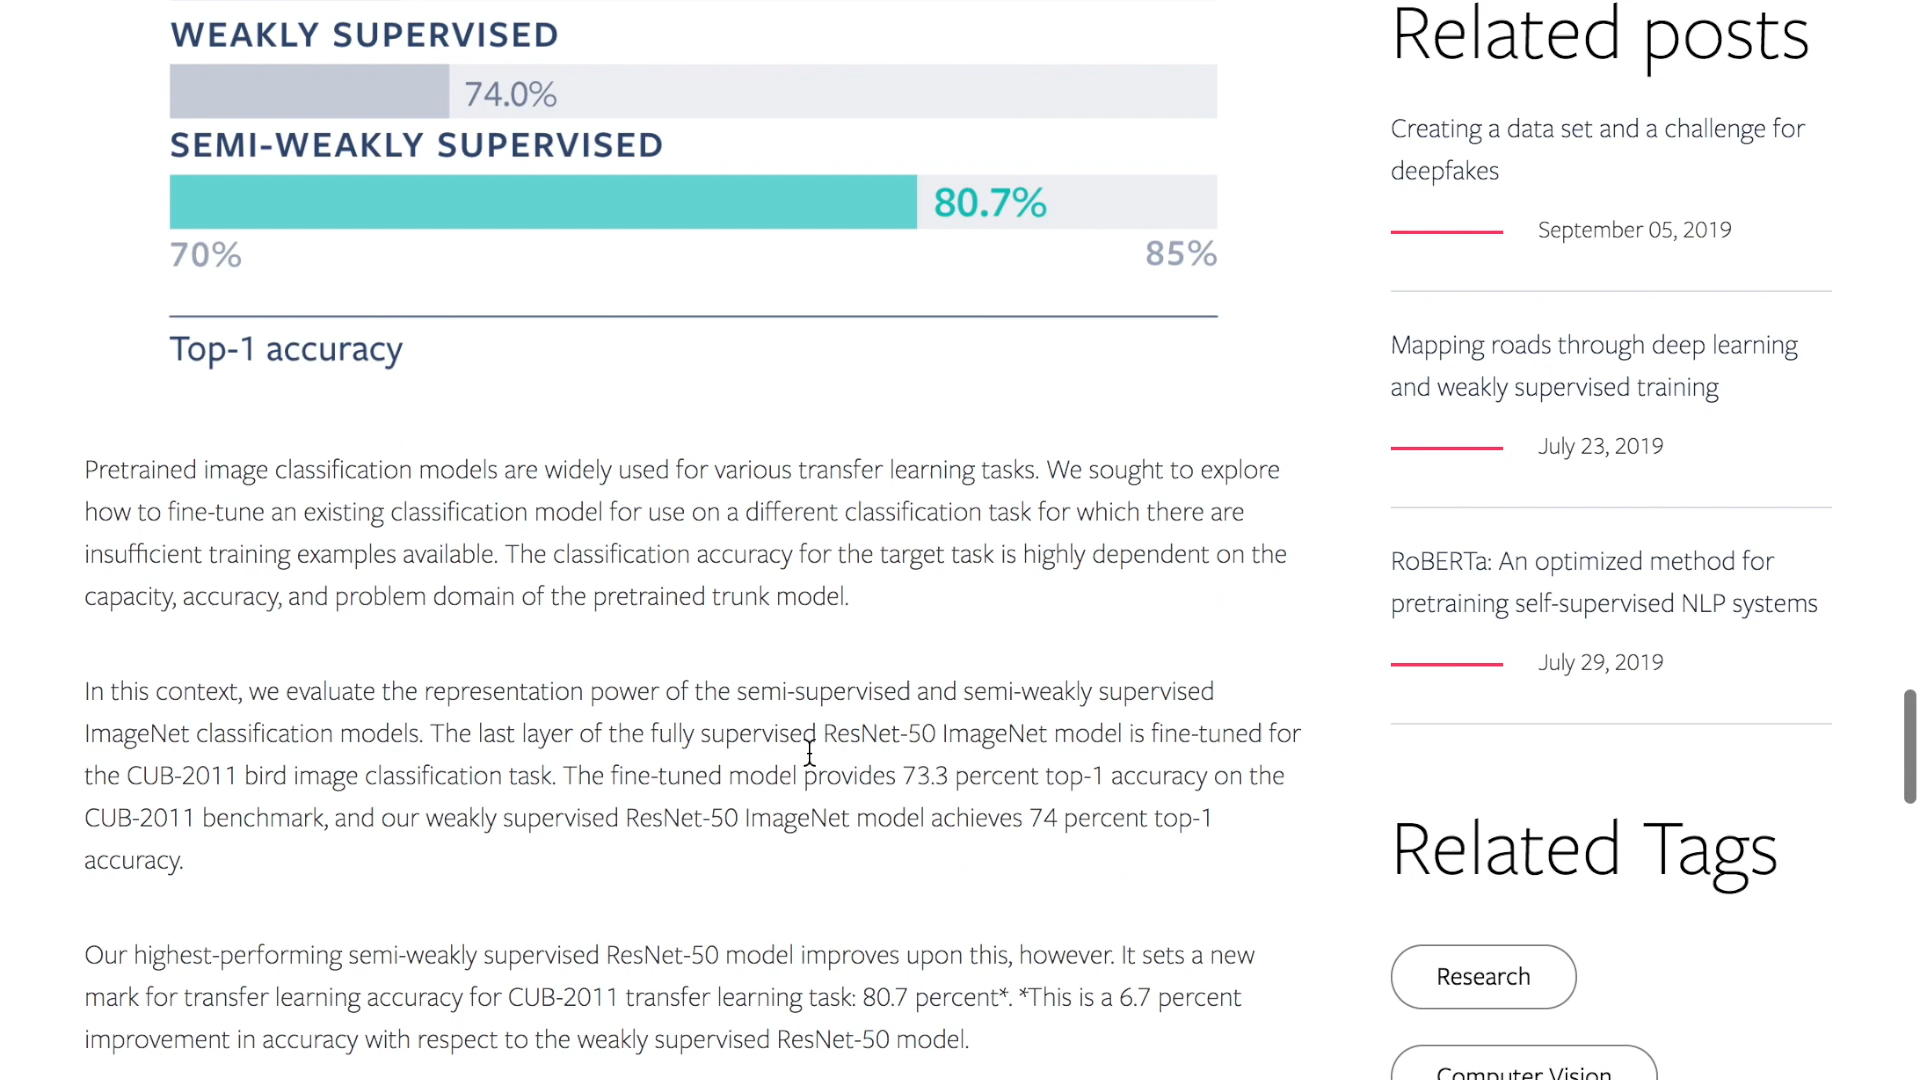 WEAKLY SUPERVISED
74.0%
SEMI-WEAKLY SUPERVISED
80.7%
70%
85%
Top-1 accuracy
Pretrained image classification models are widely used for various transfer learning tasks. We sought to explore
how to fine-tune an existing classification model for use on a different classification task for which there are
insufficient training examples available. The classification accuracy for the target task is highly dependent on the
capacity, accuracy, and problem domain of the pretrained trunk model.
In this context, we evaluate the representation power of the semi-supervised and semi-weakly supervised
ImageNet classification models. The last layer of the fully supervised ResNet-50 ImageNet model is fine-tuned for
the CUB-2011 bird image classification task. The fine-tuned model provides 73.3 percent top-1 accuracy on the
CUB-2011 benchmark, and our weakly supervised ResNet-50 ImageNet model achieves 74 percent top-1
accuracy.
Our highest-performing semi-weakly supervised ResNet-50 model improves upon this, however. It sets a new
mark for transfer learning accuracy for CUB-2011 transfer learning task: 80.7 percent*. *This is a 6.7 percent
improvement in accuracy with respect to the weakly supervised ResNet-50 model.
Related posts
Creating a data set and a challenge for
deepfakes
September 05, 2019
Mapping roads through deep learning
and weakly supervised training
July 23, 2019
RoBERTa: An optimized method for
pretraining self-supervised NLP systems
July 29, 2019
Related Tags
Research
Computer Vision